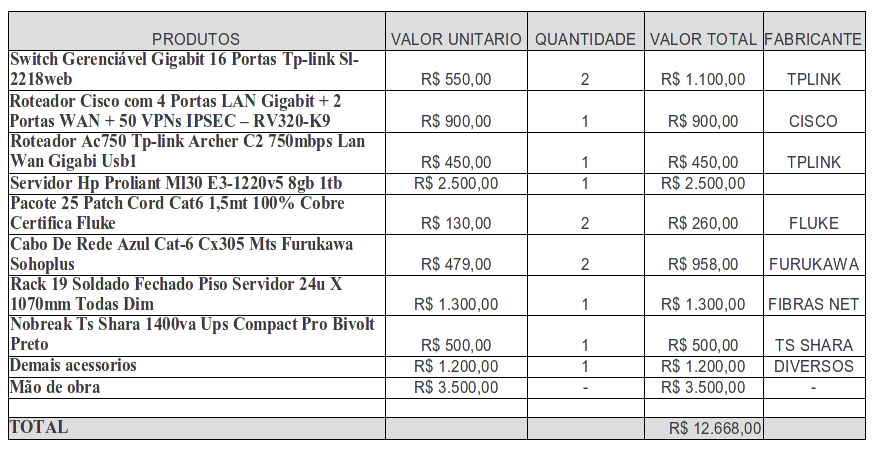 PRODUTOS VALOR UNITARIO QUANTIDADE VALOR TOTAL FABRICANTE
Switch Gerenciável Gigabit 16 Portas Tp-link Sl-
2218web R$ 550,00 2 R$ 1.100,00 TPLINK
Roteador Cisco com 4 Portas LAN Gigabit + 2
Portas WAN + 50 VPNs IPSEC – RV320-K9 R$ 900,00 1 R$ 900,00 CISCO
Roteador Ac750 Tp-link Archer C2 750mbps Lan
Wan Gigabi Usb1 R$ 450,00 1 R$ 450,00 TPLINK
Servidor Hp Proliant Ml30 E3-1220v5 8gb 1tb R$ 2.500,00 1 R$ 2.500,00
Pacote 25 Patch Cord Cat6 1,5mt 100% Cobre
Certifica Fluke R$ 130,00 2 R$ 260,00 FLUKE
Cabo De Rede Azul Cat-6 Cx305 Mts Furukawa
Sohoplus R$ 479,00 2 R$ 958,00 FURUKAWA
Rack 19 Soldado Fechado Piso Servidor 24u X
1070mm Todas Dim R$ 1.300,00 1 R$ 1.300,00 FIBRAS NET
Nobreak Ts Shara 1400va Ups Compact Pro Bivolt
Preto R$ 500,00 1 R$ 500,00 TS SHARA
Demais acessorios R$ 1.200,00 1 R$ 1.200,00 DIVERSOS
Mão de obra R$ 3.500,00 - R$ 3.500,00 -
TOTAL R$ 12.668,00